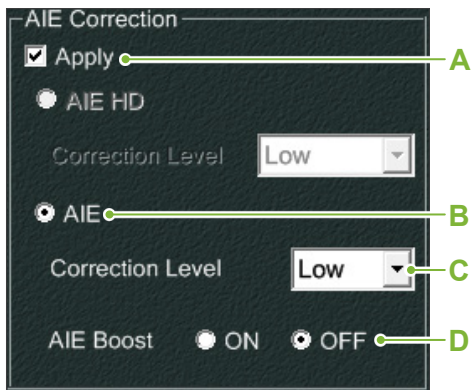 AIE Correction
Apply A
AIE HD
Correction Level Low
AIE B
Correction Level Low C
AIE Boost ON OFF D